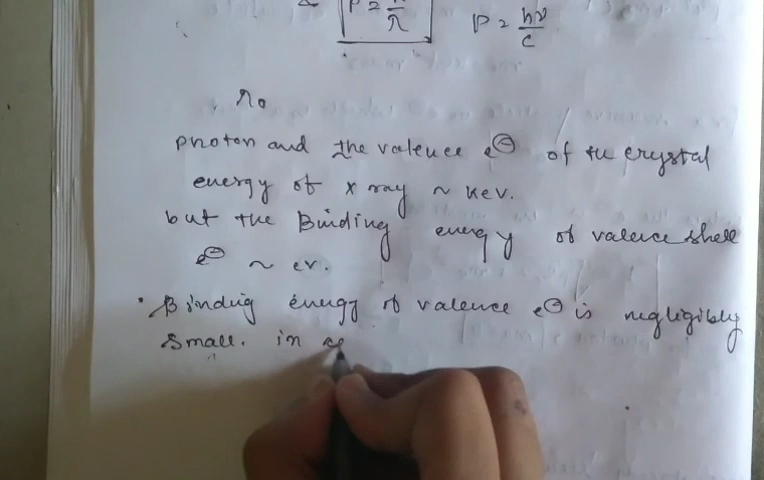 P = h/λ P = hν/c
λo
photon and the valence e⊖ of the crystal
energy of x ray ~ kev.
but the Binding energy of valence shell
e⊖ ~ ev.
• Binding energy of valence e⊖ is negligibly
small. in